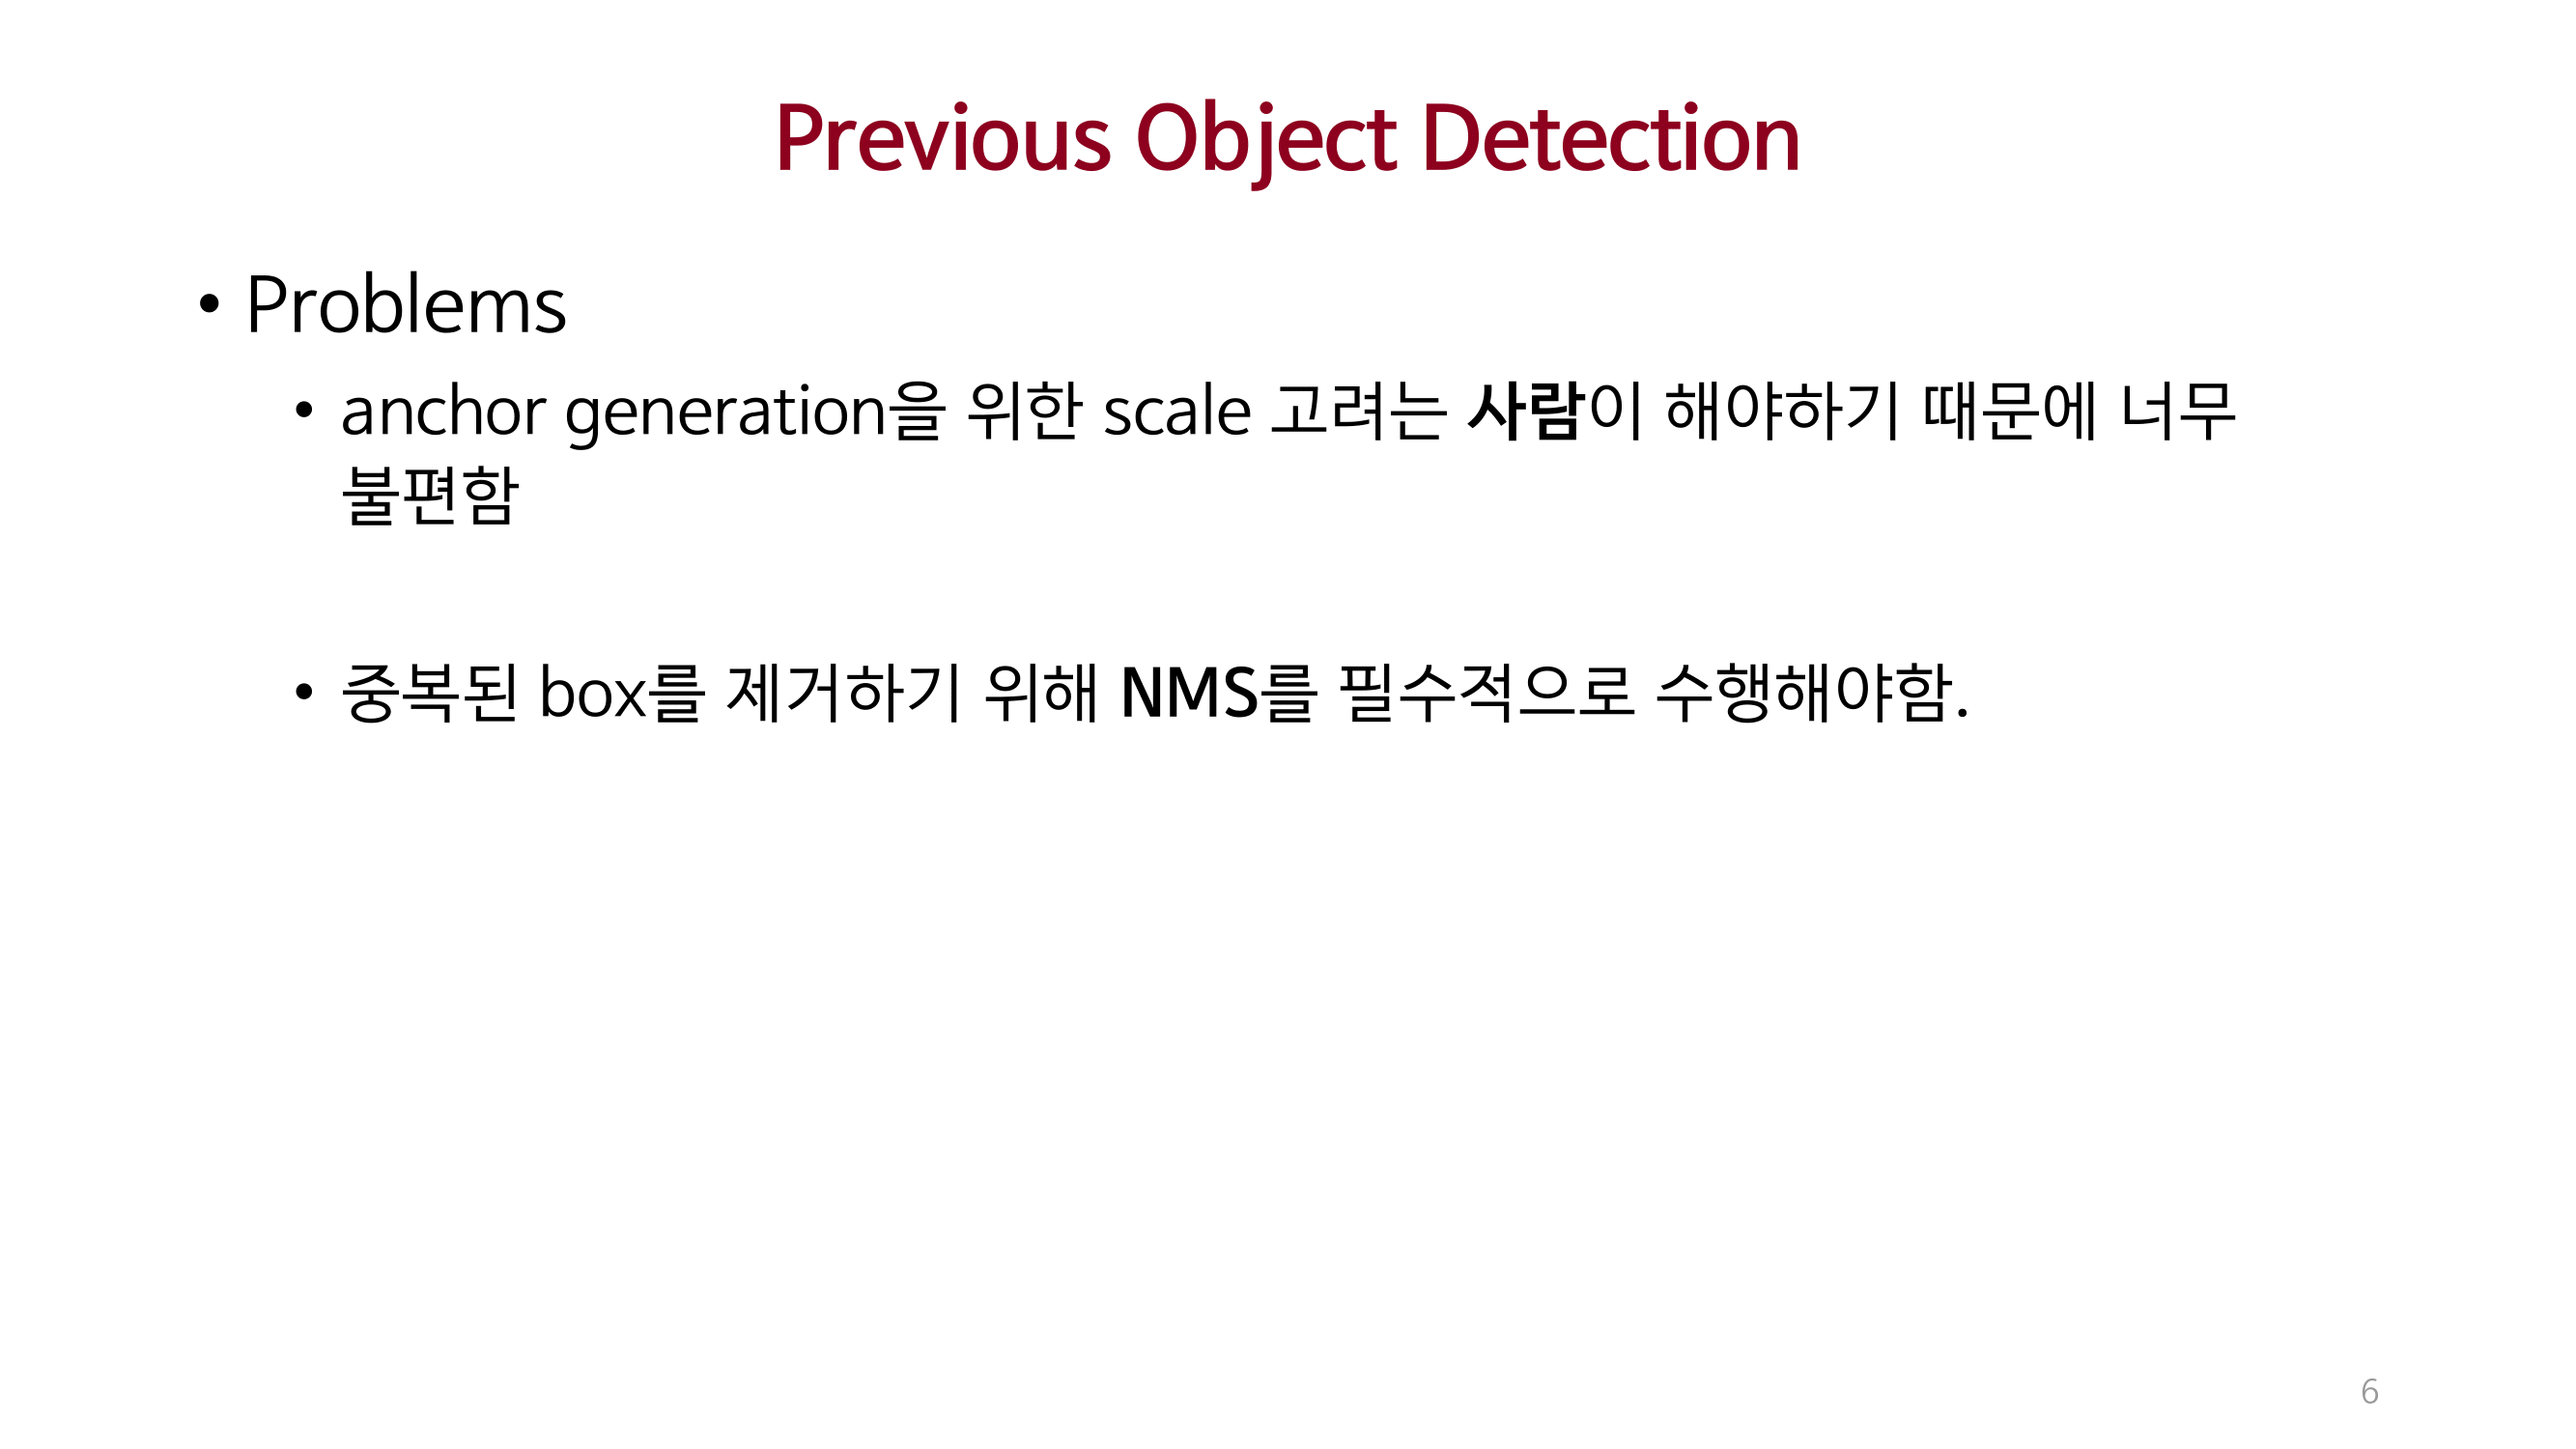 Previous Object Detection
• Problems
• anchor generation을 위한 scale 고려는 사람이 해야하기 때문에 너무
불편함
• 중복된 box를 제거하기 위해 NMS를 필수적으로 수행해야함.
6